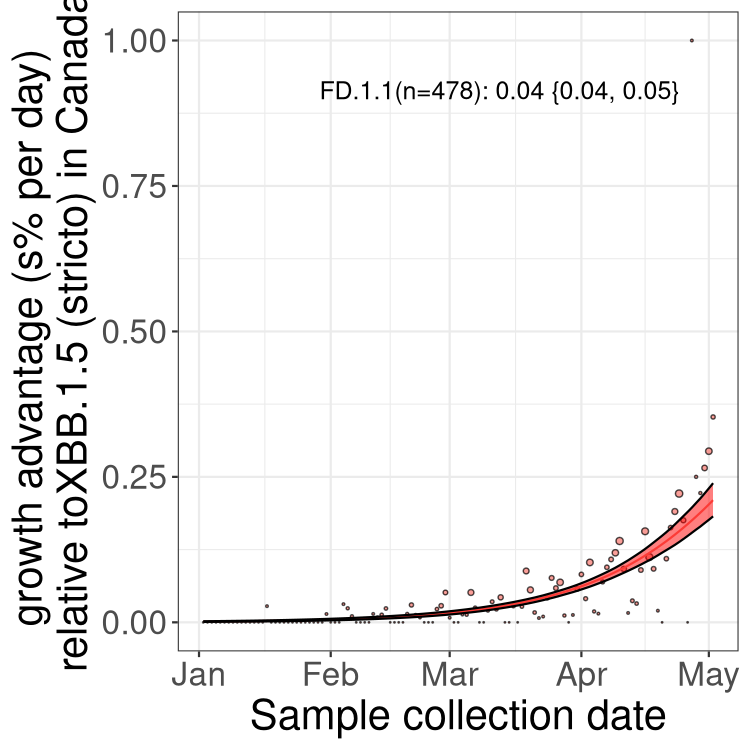 growth advantage (s% per day)
relative toXBB.1.5 (stricto) in Canada
1.00
0.75
0.50
0.25
0.00
FD.1.1(n=478): 0.04 {0.04, 0.05}
Jan Feb Mar Apr May
Sample collection date